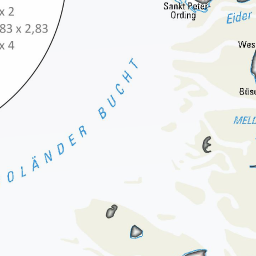 x 2
83 x 2,83
x 4
Sankt Peter-
Ording
Eider
Wes
Büs
MELD
OLÄNDER BUCHT